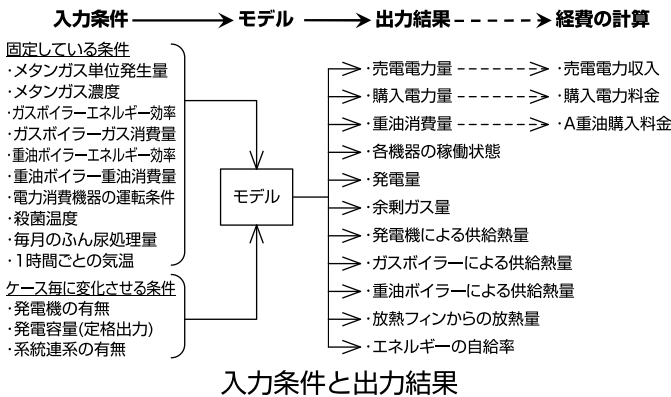 入力条件 モデル 出力結果 経費の計算
固定している条件
・メタンガス単位発生量
・メタンガス濃度
・ガスボイラーエネルギー効率
・ガスボイラーガス消費量
・重油ボイラーエネルギー効率
・重油ボイラー重油消費量
・電力消費機器の運転条件
・殺菌温度
・毎月のふん尿処理量
・1時間ごとの気温
ケース毎に変化させる条件
・発電機の有無
・発電容量(定格出力)
・系統連系の有無
モデル
・売電電力量
・購入電力量
・重油消費量
・各機器の稼働状態
・発電量
・余剰ガス量
・発電機による供給熱量
・ガスボイラーによる供給熱量
・重油ボイラーによる供給熱量
・放熱フィンからの放熱量
・エネルギーの自給率
・売電電力収入
・購入電力料金
・A重油購入料金
入力条件と出力結果